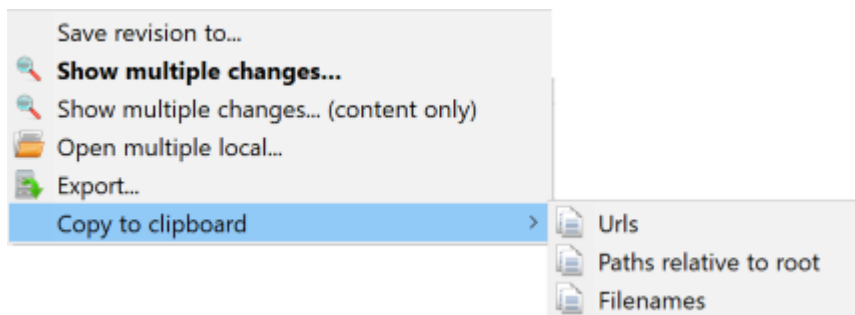 Save revision to...
Show multiple changes...
Show multiple changes... (content only)
Open multiple local...
Export...
Copy to clipboard
Urls
Paths relative to root
Filenames